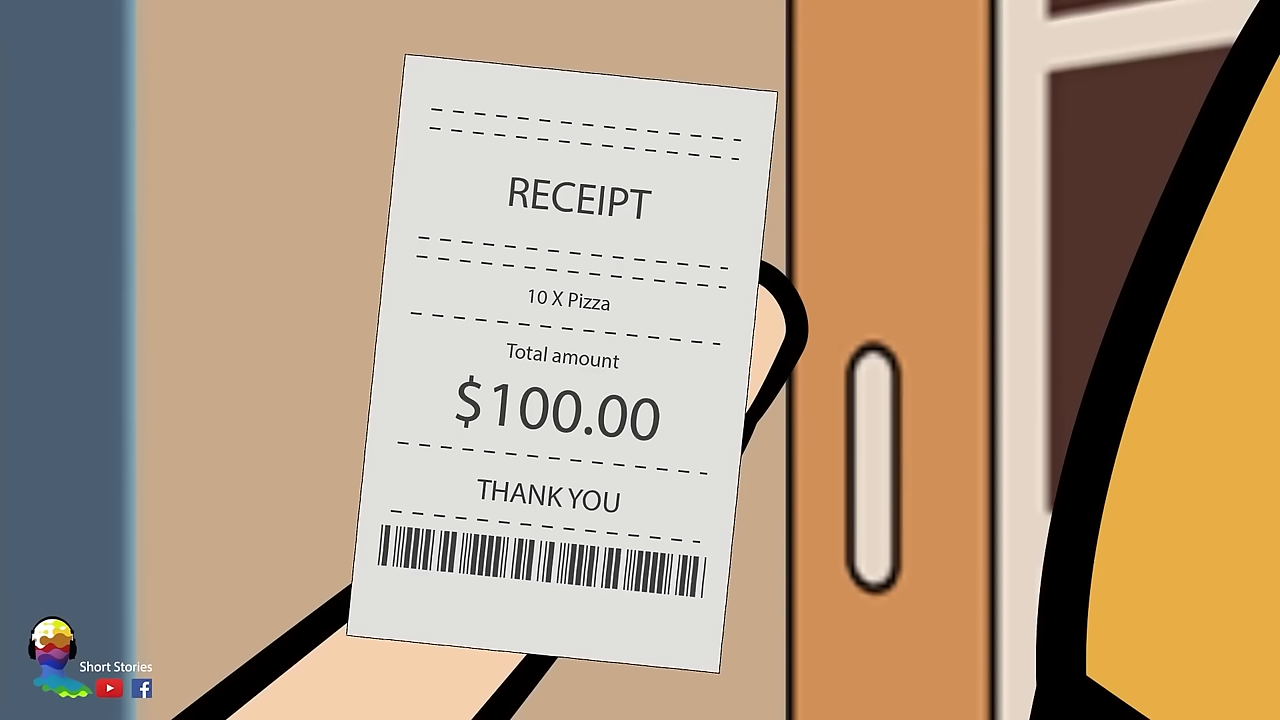 RECEIPT
10 X Pizza
Total amount
$100.00
THANK YOU
Short Stories